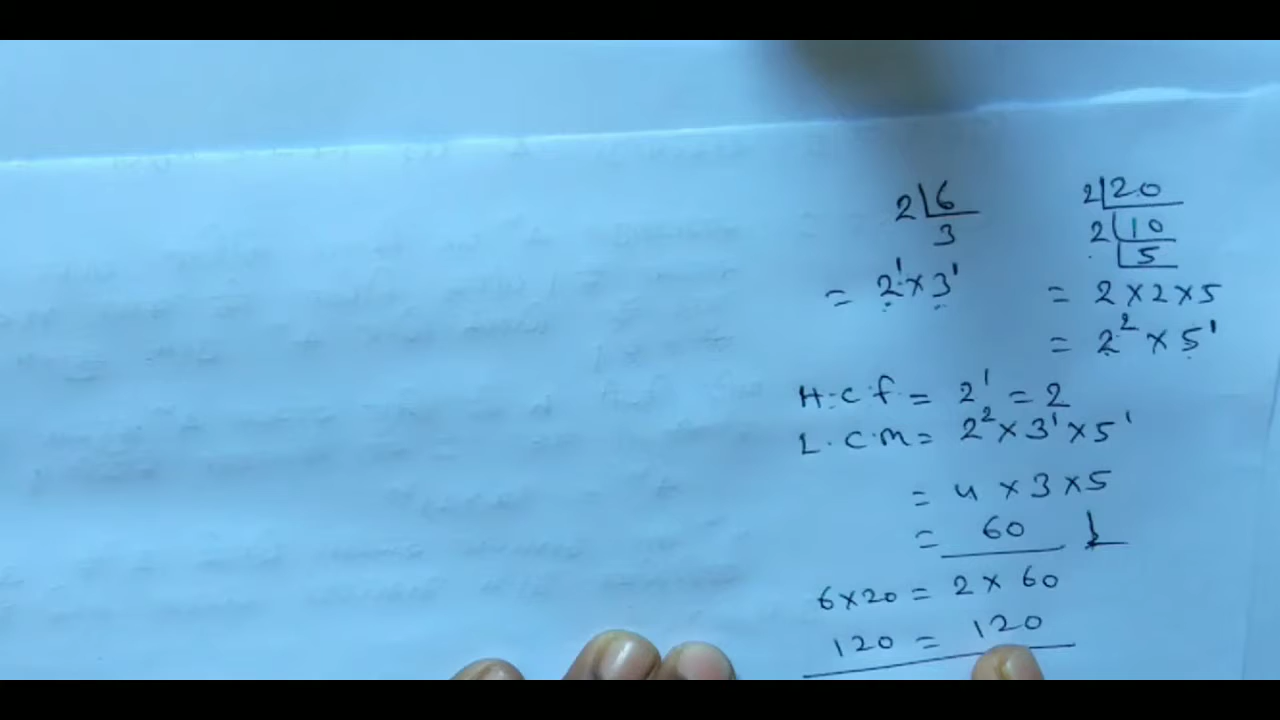 2|6 2|20
3 2|10
5
= 2¹×3¹ = 2×2×5
= 2²×5¹
H.C.f = 2¹ = 2
L.C.M = 2²×3¹×5¹
= 4×3×5
= 60
6×20 = 2×60
120 = 120